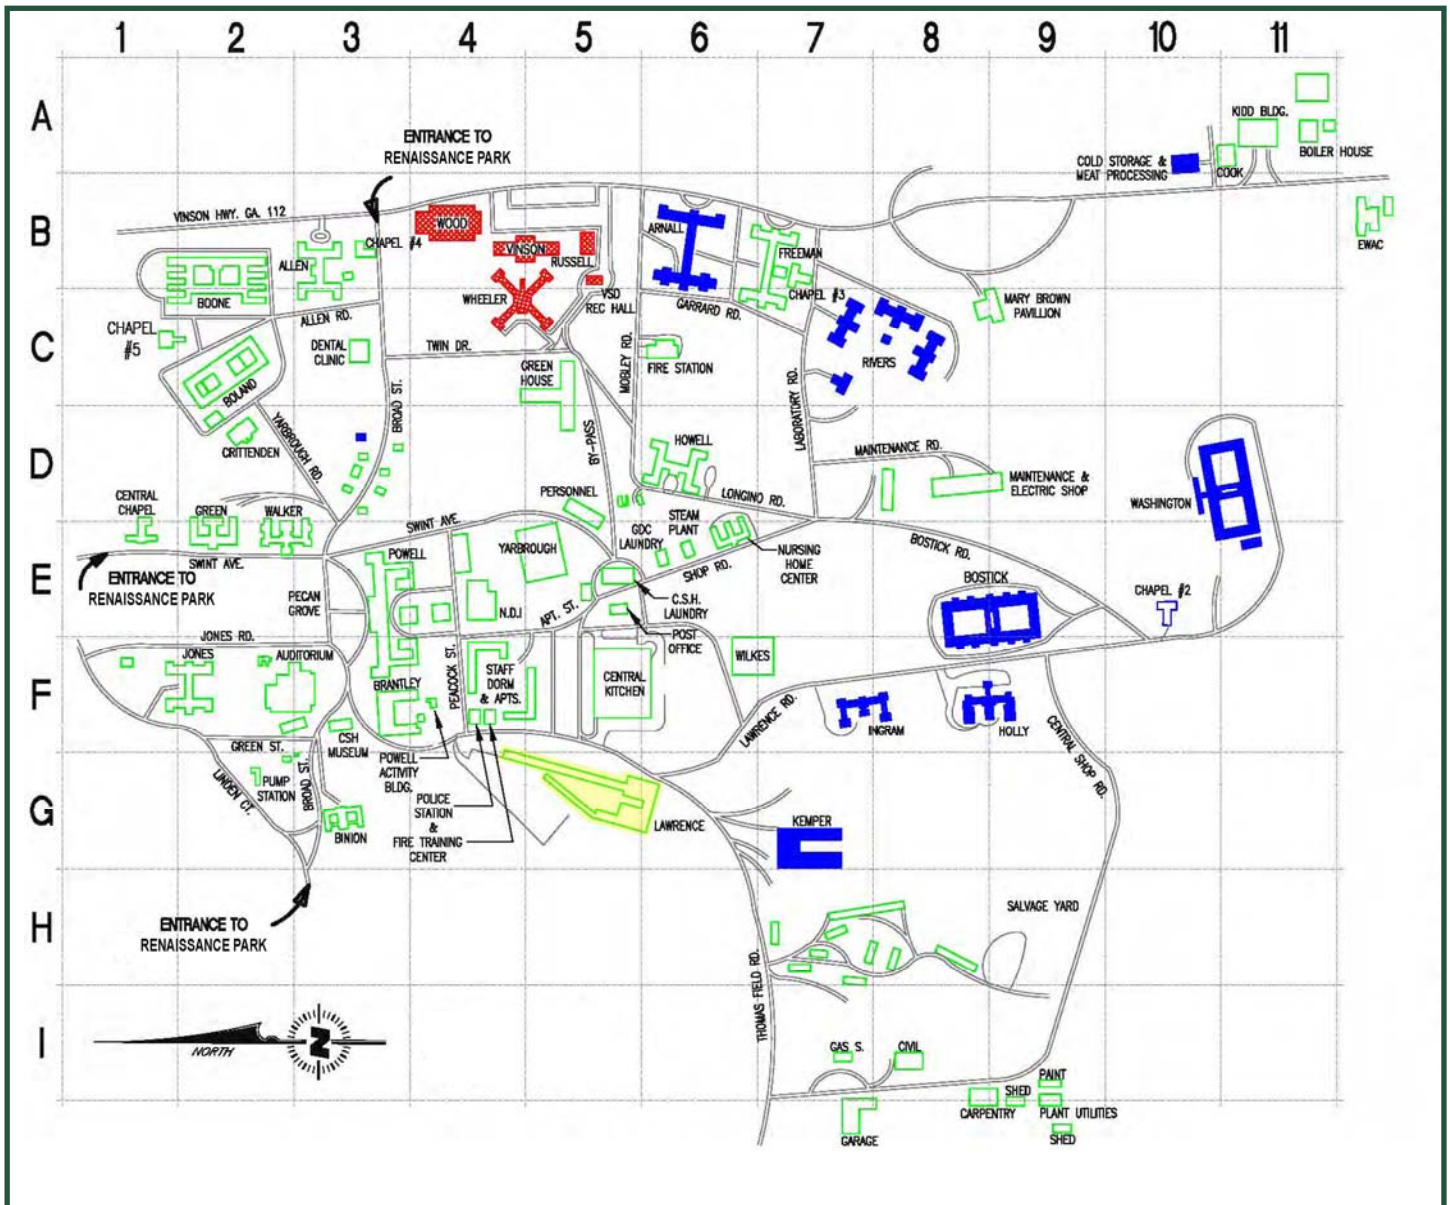 1 2 3 4 5 6 7 8 9 10 11
A
ENTRANCE TO
RENAISSANCE PARK
KIDD BLDG.
BOILER HOUSE
COLD STORAGE &
MEAT PROCESSING
COOK
B
VINSON HWY. GA. 112
CHAPEL #4
WOOD
VINSON
RUSSELL
ARNALL
FREEMAN
EWAC
ALLEN
BOONE
WHEELER
VSD
REC HALL
GARRARD RD.
CHAPEL #3
MARY BROWN
PAVILLION
C
CHAPEL
#5
ALLEN RD.
DENTAL
CLINIC
TWIN DR.
GREEN
HOUSE
MOBLEY RD.
FIRE STATION
LABORATORY RD.
RIVERS
BOLAND
BROAD ST.
D
YARBROUGH RD.
CRITTENDEN
BY-PASS
HOWELL
MAINTENANCE RD.
MAINTENANCE &
ELECTRIC SHOP
WASHINGTON
CENTRAL
CHAPEL
GREEN
WALKER
PERSONNEL
LONGINO RD.
SWINT AVE.
GDC
LAUNDRY
STEAM
PLANT
E
SWINT AVE.
ENTRANCE TO
RENAISSANCE PARK
POWELL
YARBROUGH
SHOP RD.
NURSING
HOME
CENTER
BOSTICK RD.
BOSTICK
CHAPEL #2
PECAN
GROVE
N.D.I
APT. ST.
C.S.H.
LAUNDRY
POST
OFFICE
F
JONES RD.
JONES
AUDITORIUM
BRANTLEY
PEACOCK ST.
STAFF
DORM
& APTS.
CENTRAL
KITCHEN
WILKES
LAWRENCE RD.
INGRAM
HOLLY
CENTRAL SHOP RD.
GREEN ST.
CSH
MUSEUM
G
LINDEN CT.
PUMP
STATION
BROAD ST.
BINION
POWELL
ACTIVITY
BLDG.
POLICE
STATION
&
FIRE TRAINING
CENTER
LAWRENCE
KEMPER
H
ENTRANCE TO
RENAISSANCE PARK
SALVAGE YARD
THOMAS FIELD RD.
I
NORTH
N
GAS S.
CIVIL
PAINT
SHED
CARPENTRY
PLANT UTILITIES
GARAGE
SHED